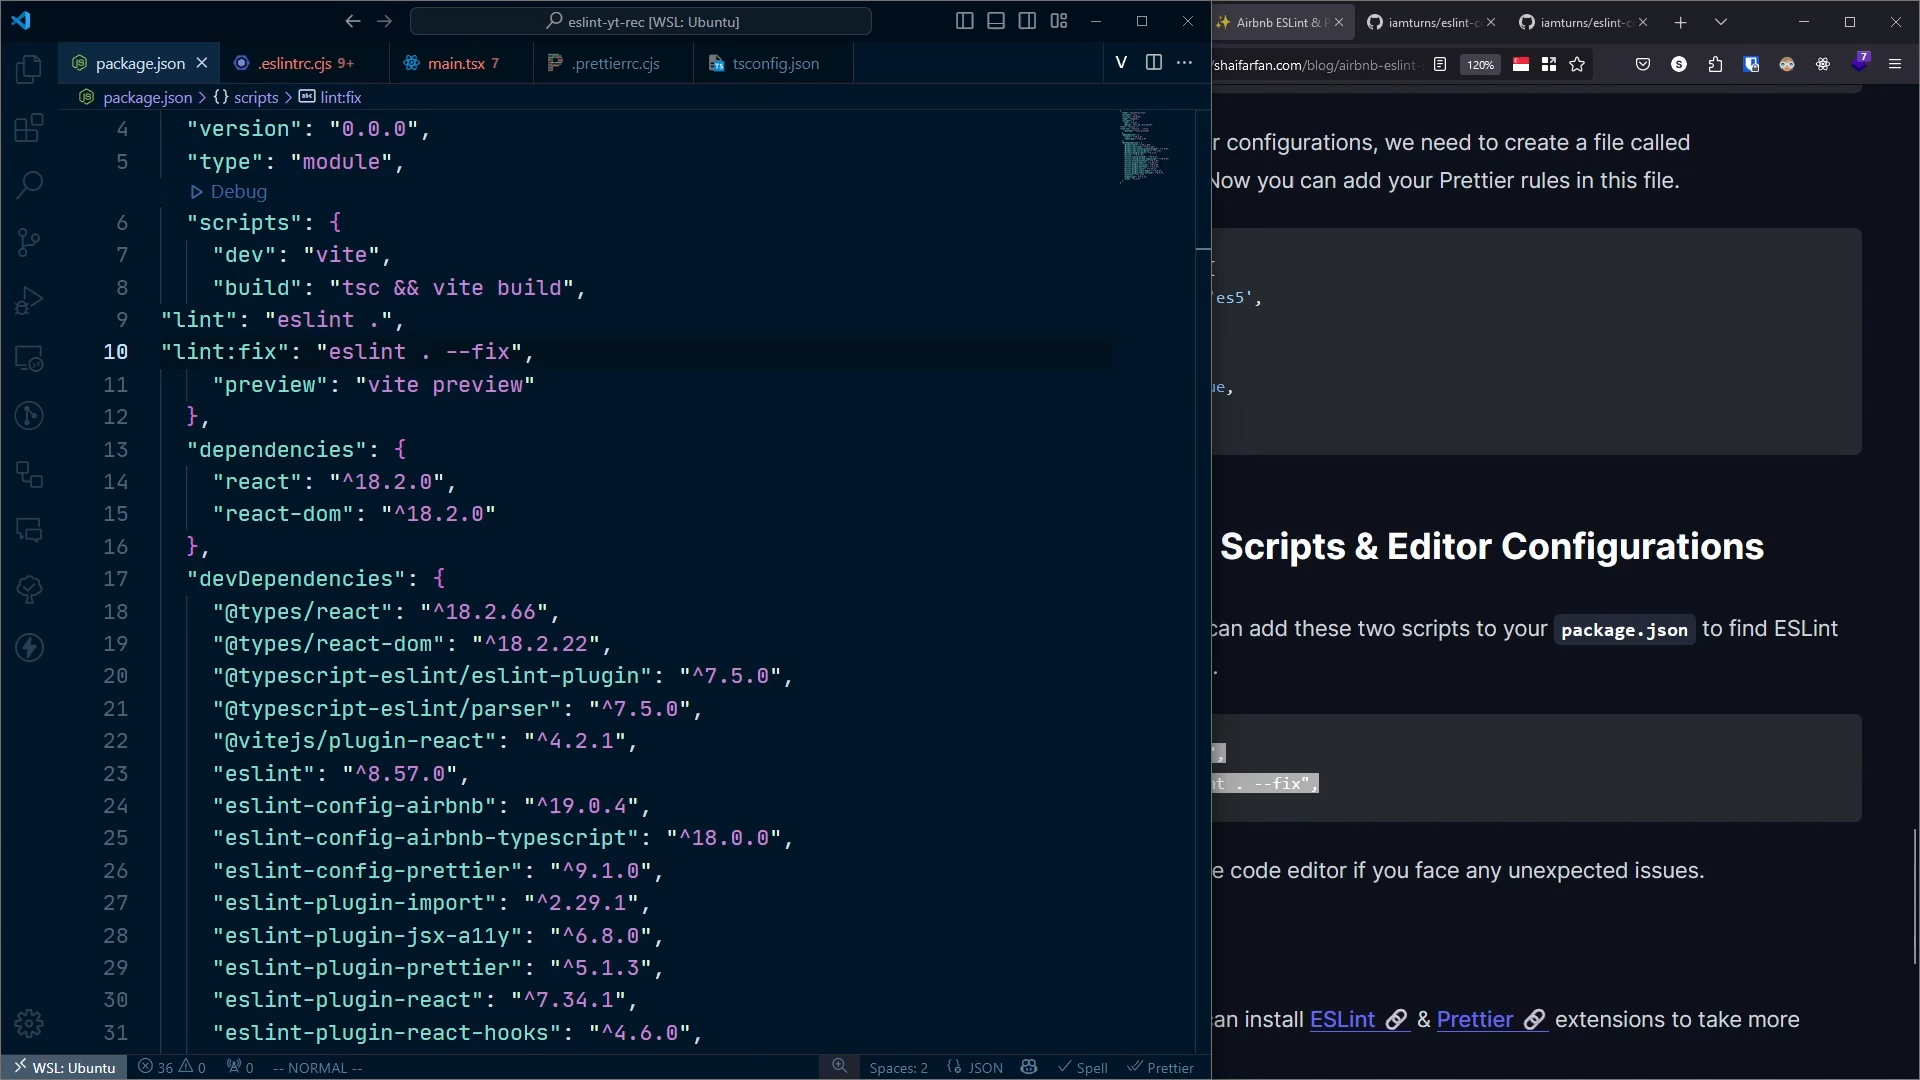 eslint-yt-rec [WSL: Ubuntu]
package.json
.eslintrc.cjs 9+
main.tsx 7
.prettierrc.cjs
tsconfig.json
package.json > {} scripts > abc lint:fix
4 "version": "0.0.0",
5 "type": "module",
Debug
6 "scripts": {
7 "dev": "vite",
8 "build": "tsc && vite build",
9 "lint": "eslint .",
10 "lint:fix": "eslint . --fix",
11 "preview": "vite preview"
12 },
13 "dependencies": {
14 "react": "^18.2.0",
15 "react-dom": "^18.2.0"
16 },
17 "devDependencies": {
18 "@types/react": "^18.2.66",
19 "@types/react-dom": "^18.2.22",
20 "@typescript-eslint/eslint-plugin": "^7.5.0",
21 "@typescript-eslint/parser": "^7.5.0",
22 "@vitejs/plugin-react": "^4.2.1",
23 "eslint": "^8.57.0",
24 "eslint-config-airbnb": "^19.0.4",
25 "eslint-config-airbnb-typescript": "^18.0.0",
26 "eslint-config-prettier": "^9.1.0",
27 "eslint-plugin-import": "^2.29.1",
28 "eslint-plugin-jsx-a11y": "^6.8.0",
29 "eslint-plugin-prettier": "^5.1.3",
30 "eslint-plugin-react": "^7.34.1",
31 "eslint-plugin-react-hooks": "^4.6.0",
WSL: Ubuntu 36 0 0 -- NORMAL -- Spaces: 2 {} JSON Spell Prettier
Airbnb ESLint & P
iamturns/eslint-c
iamturns/eslint-c
/shaifarfan.com/blog/airbnb-eslint- 120% 7
r configurations, we need to create a file called
Now you can add your Prettier rules in this file.
'es5',
ue,
Scripts & Editor Configurations
can add these two scripts to your package.json to find ESLint
.
",
nt . --fix",
e code editor if you face any unexpected issues.
an install ESLint & Prettier extensions to take more